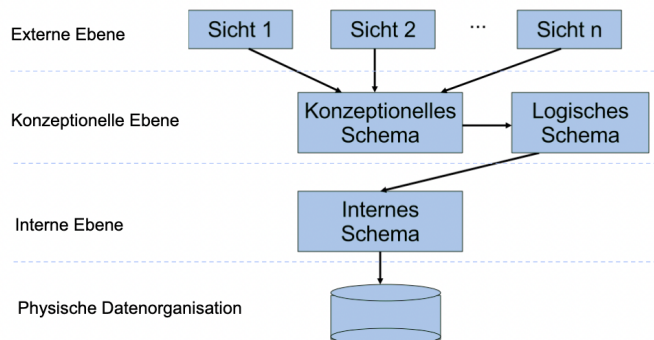 Externe Ebene
Sicht 1
Sicht 2
...
Sicht n
Konzeptionelle Ebene
Konzeptionelles
Schema
Logisches
Schema
Interne Ebene
Internes
Schema
Physische Datenorganisation